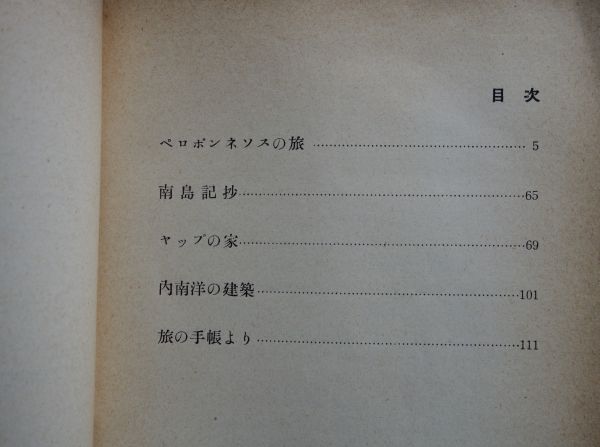 目 次
ペロポンネソスの旅 5
南島記抄 65
ヤップの家 69
内南洋の建築 101
旅の手帳より 111